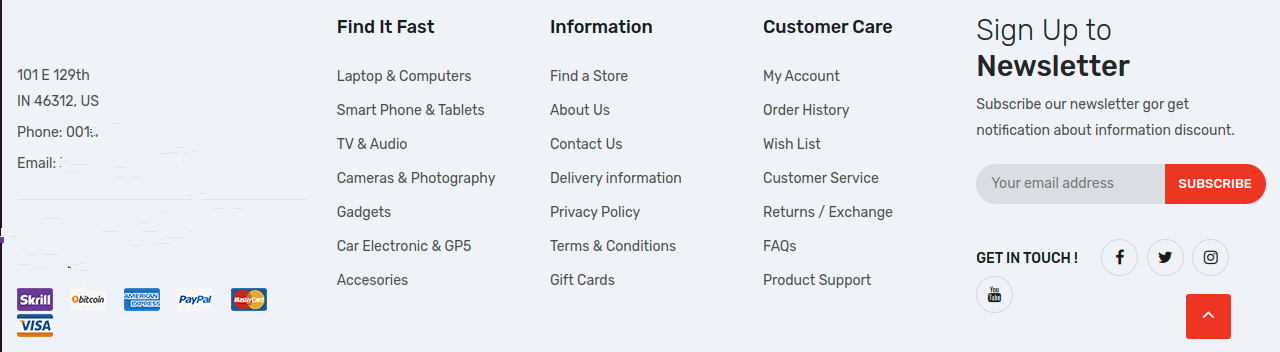 101 E 129th
IN 46312, US
Phone: 001
Email:
Skrill
bitcoin
AMERICAN
EXPRESS
PayPal
MasterCard
VISA
Find It Fast
Laptop & Computers
Smart Phone & Tablets
TV & Audio
Cameras & Photography
Gadgets
Car Electronic & GP5
Accesories
Information
Find a Store
About Us
Contact Us
Delivery information
Privacy Policy
Terms & Conditions
Gift Cards
Customer Care
My Account
Order History
Wish List
Customer Service
Returns / Exchange
FAQs
Product Support
Sign Up to
Newsletter
Subscribe our newsletter gor get
notification about information discount.
Your email address
SUBSCRIBE
GET IN TOUCH !
You
Tube